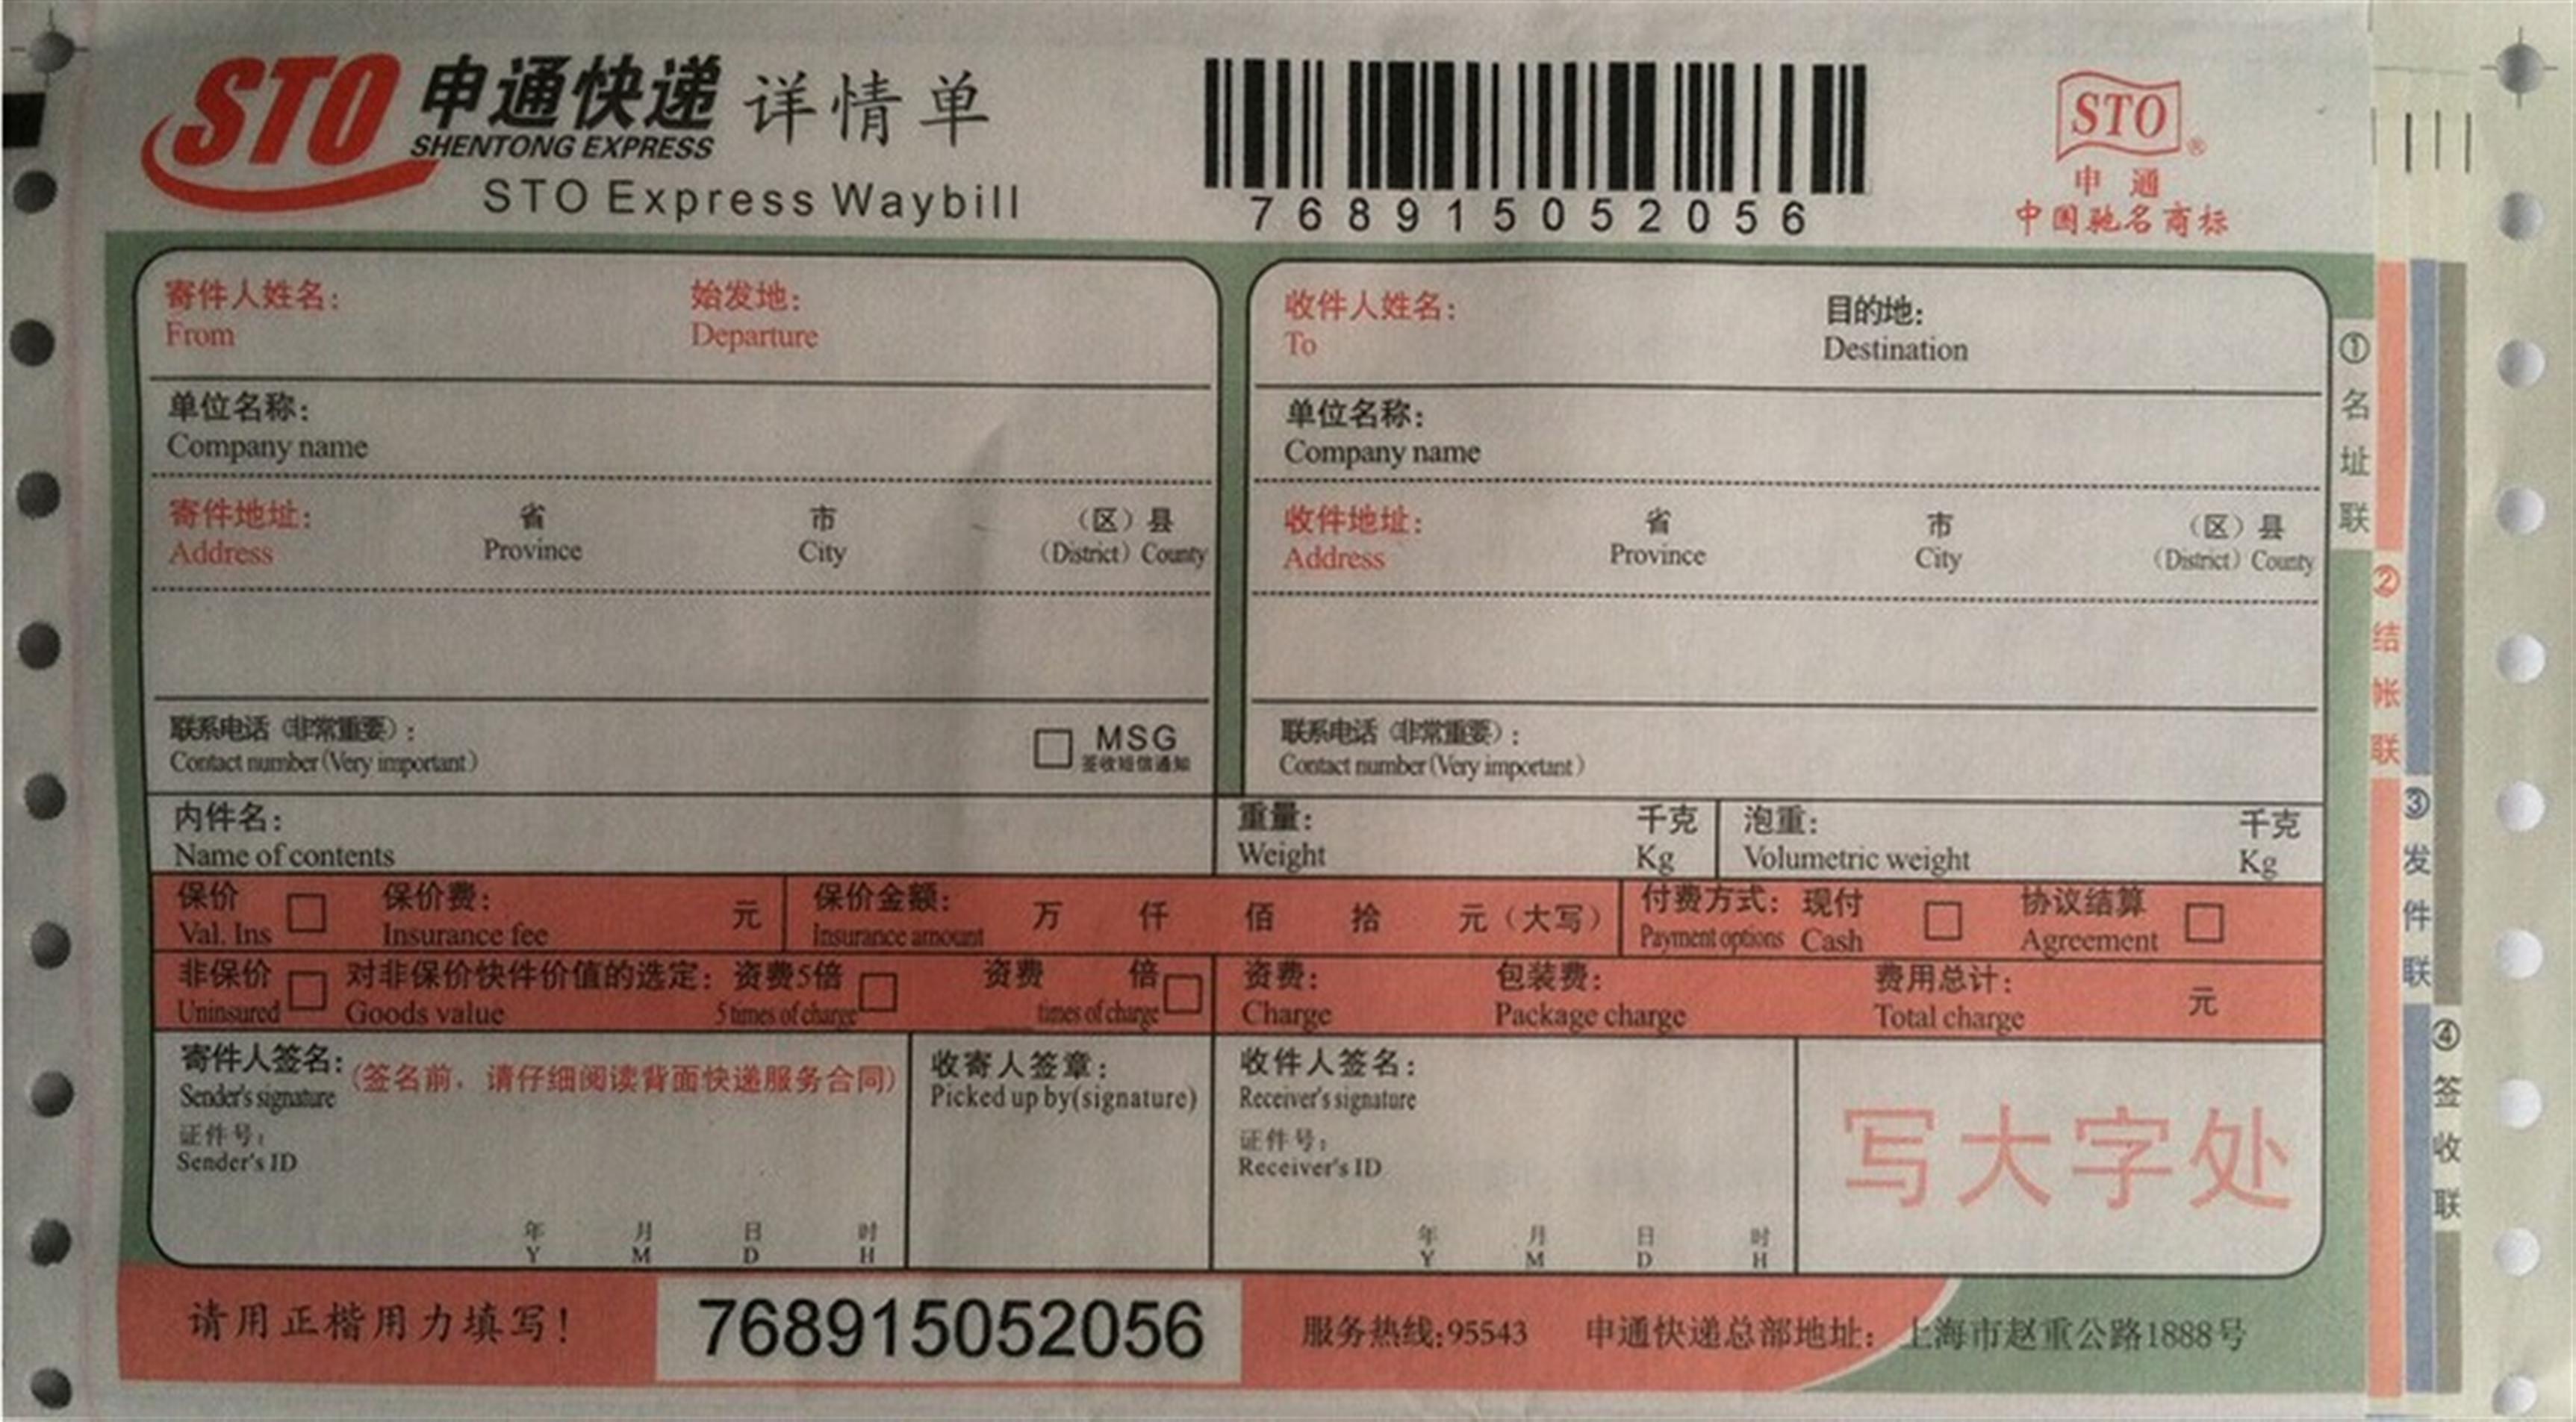 STO 申通快递 详情单
SHENTONG EXPRESS
STO Express Waybill
768915052056
STO
®
申通
中国驰名商标
寄件人姓名： 始发地：
From Departure
单位名称：
Company name
寄件地址： 省 市 （区）县
Address Province City (District) County
联系电话（非常重要）：
Contact number(Very important)
MSG
签收短信通知
收件人姓名： 目的地：
To Destination
单位名称：
Company name
收件地址： 省 市 （区）县
Address Province City (District) County
联系电话（非常重要）：
Contact number(Very important)
内件名：
Name of contents
重量： 千克
Weight Kg
泡重： 千克
Volumetric weight Kg
保价 保价费： 元
Val. Ins Insurance fee
保价金额： 万 仟 佰 拾 元（大写）
Insurance amount
付费方式：现付 协议结算
Payment options Cash Agreement
非保价 对非保价快件价值的选定：资费5倍 资费 倍
Uninsured Goods value 5 times of charge times of charge
资费： 包装费： 费用总计： 元
Charge Package charge Total charge
寄件人签名：(签名前，请仔细阅读背面快递服务合同)
Sender's signature
证件号：
Sender's ID
年 月 日 时
Y M D H
收寄人签章：
Picked up by(signature)
收件人签名：
Receiver's signature
证件号：
Receiver's ID
年 月 日 时
Y M D H
写大字处
请用正楷用力填写！
768915052056
服务热线：95543 申通快递总部地址：上海市赵重公路1888号
①名址联
②结帐联
③发件联
④签收联